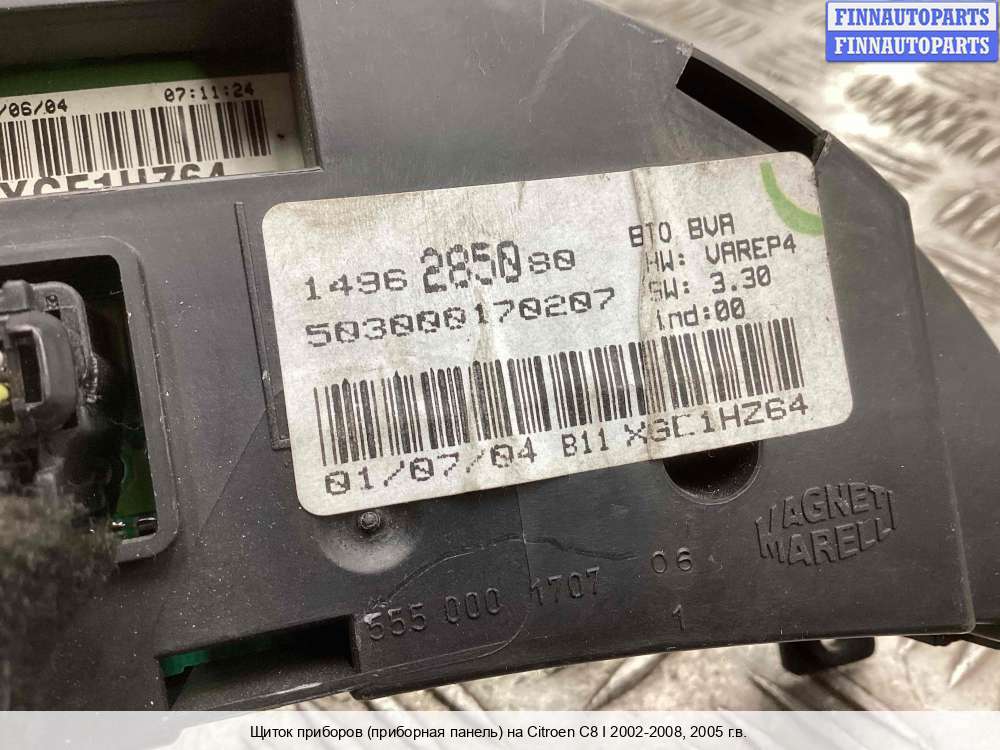 FINNAUTOPARTS
FINNAUTOPARTS
/06/04 07:11:24
1496 2850 80
503000170207
BTO BVA
HW: VAREP4
SW: 3.30
ind:00
01/07/04 B11 XGC1HZ64
MAGNETI
MARELLI
555 000 1707 06
1
Щиток приборов (приборная панель) на Citroen C8 I 2002-2008, 2005 г.в.